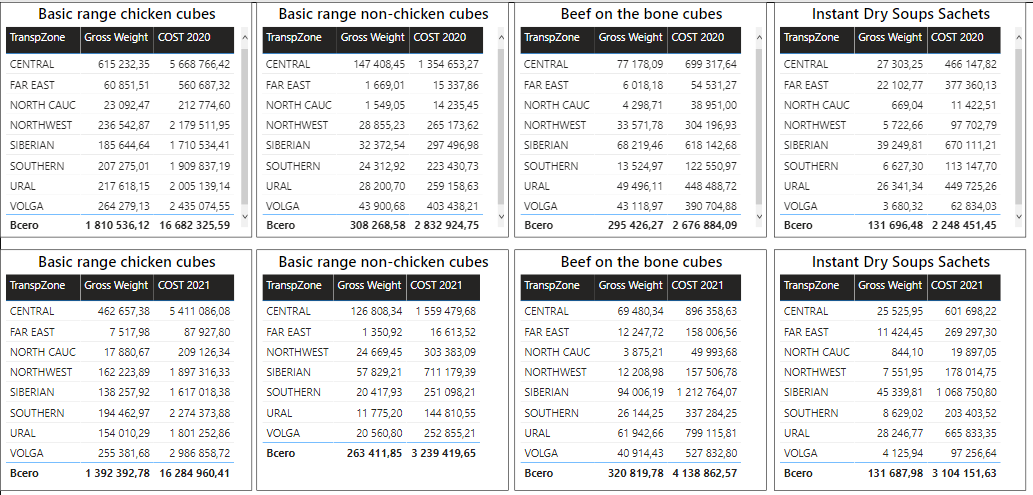 Basic range chicken cubes
TranspZone Gross Weight COST 2020
CENTRAL 615 232,35 5 668 766,42
FAR EAST 60 851,51 560 687,32
NORTH CAUC 23 092,47 212 774,60
NORTHWEST 236 542,87 2 179 511,95
SIBERIAN 185 644,64 1 710 534,41
SOUTHERN 207 275,01 1 909 837,19
URAL 217 618,15 2 005 139,14
VOLGA 264 279,13 2 435 074,55
Всего 1 810 536,12 16 682 325,59
Basic range non-chicken cubes
TranspZone Gross Weight COST 2020
CENTRAL 147 408,45 1 354 653,27
FAR EAST 1 669,01 15 337,86
NORTH CAUC 1 549,05 14 235,45
NORTHWEST 28 855,23 265 173,62
SIBERIAN 32 372,54 297 496,98
SOUTHERN 24 312,92 223 430,73
URAL 28 200,70 259 158,63
VOLGA 43 900,68 403 438,21
Всего 308 268,58 2 832 924,75
Beef on the bone cubes
TranspZone Gross Weight COST 2020
CENTRAL 77 178,09 699 317,64
FAR EAST 6 018,18 54 531,27
NORTH CAUC 4 298,71 38 951,00
NORTHWEST 33 571,78 304 196,93
SIBERIAN 68 219,46 618 142,68
SOUTHERN 13 524,97 122 550,97
URAL 49 496,11 448 488,72
VOLGA 43 118,97 390 704,88
Всего 295 426,27 2 676 884,09
Instant Dry Soups Sachets
TranspZone Gross Weight COST 2020
CENTRAL 27 303,25 466 147,82
FAR EAST 22 102,77 377 360,13
NORTH CAUC 669,04 11 422,51
NORTHWEST 5 722,66 97 702,79
SIBERIAN 39 249,81 670 111,21
SOUTHERN 6 627,30 113 147,70
URAL 26 341,34 449 725,26
VOLGA 3 680,32 62 834,03
Всего 131 696,48 2 248 451,45
Basic range chicken cubes
TranspZone Gross Weight COST 2021
CENTRAL 462 657,38 5 411 086,08
FAR EAST 7 517,98 87 927,80
NORTH CAUC 17 880,67 209 126,34
NORTHWEST 162 223,89 1 897 316,33
SIBERIAN 138 257,92 1 617 018,38
SOUTHERN 194 462,97 2 274 373,88
URAL 154 010,29 1 801 252,86
VOLGA 255 381,68 2 986 858,72
Всего 1 392 392,78 16 284 960,41
Basic range non-chicken cubes
TranspZone Gross Weight COST 2021
CENTRAL 126 808,34 1 559 479,68
FAR EAST 1 350,92 16 613,52
NORTHWEST 24 669,45 303 383,09
SIBERIAN 57 829,21 711 179,39
SOUTHERN 20 417,93 251 098,21
URAL 11 775,20 144 810,55
VOLGA 20 560,80 252 855,21
Всего 263 411,85 3 239 419,65
Beef on the bone cubes
TranspZone Gross Weight COST 2021
CENTRAL 69 480,34 896 358,63
FAR EAST 12 247,72 158 006,56
NORTH CAUC 3 875,21 49 993,68
NORTHWEST 12 208,98 157 506,78
SIBERIAN 94 006,19 1 212 764,07
SOUTHERN 26 144,25 337 284,25
URAL 61 942,66 799 115,81
VOLGA 40 914,43 527 832,80
Всего 320 819,78 4 138 862,57
Instant Dry Soups Sachets
TranspZone Gross Weight COST 2021
CENTRAL 25 525,95 601 698,22
FAR EAST 11 424,45 269 297,30
NORTH CAUC 844,10 19 897,05
NORTHWEST 7 551,95 178 014,75
SIBERIAN 45 339,81 1 068 750,80
SOUTHERN 8 629,02 203 403,52
URAL 28 246,77 665 833,35
VOLGA 4 125,94 97 256,64
Всего 131 687,98 3 104 151,63